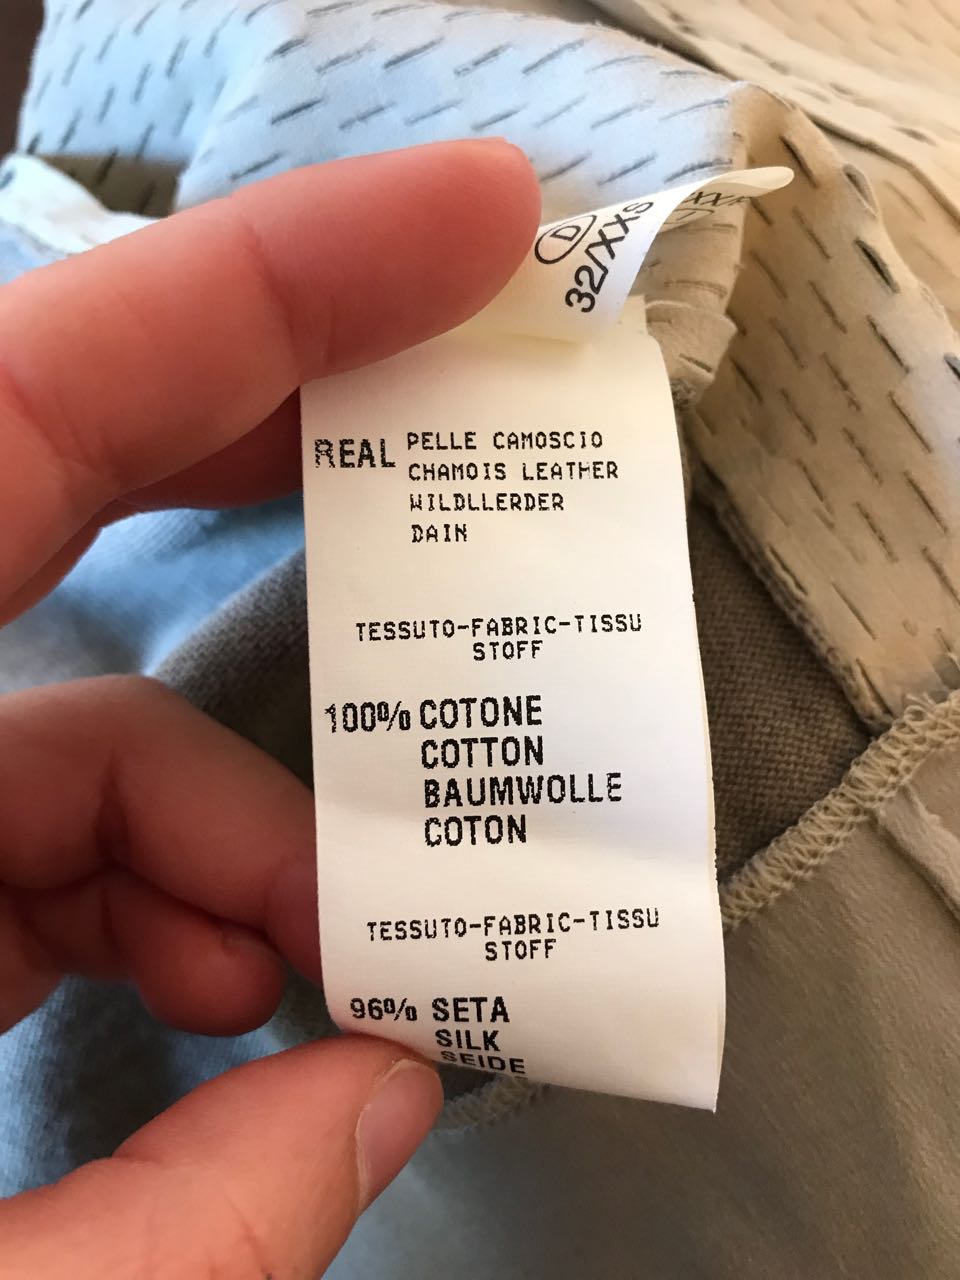 D
32/XXS
REAL PELLE CAMOSCIO
CHAMOIS LEATHER
WILDLLERDER
DAIN
TESSUTO-FABRIC-TISSU
STOFF
100% COTONE
COTTON
BAUMWOLLE
COTON
TESSUTO-FABRIC-TISSU
STOFF
96% SETA
SILK
SEIDE